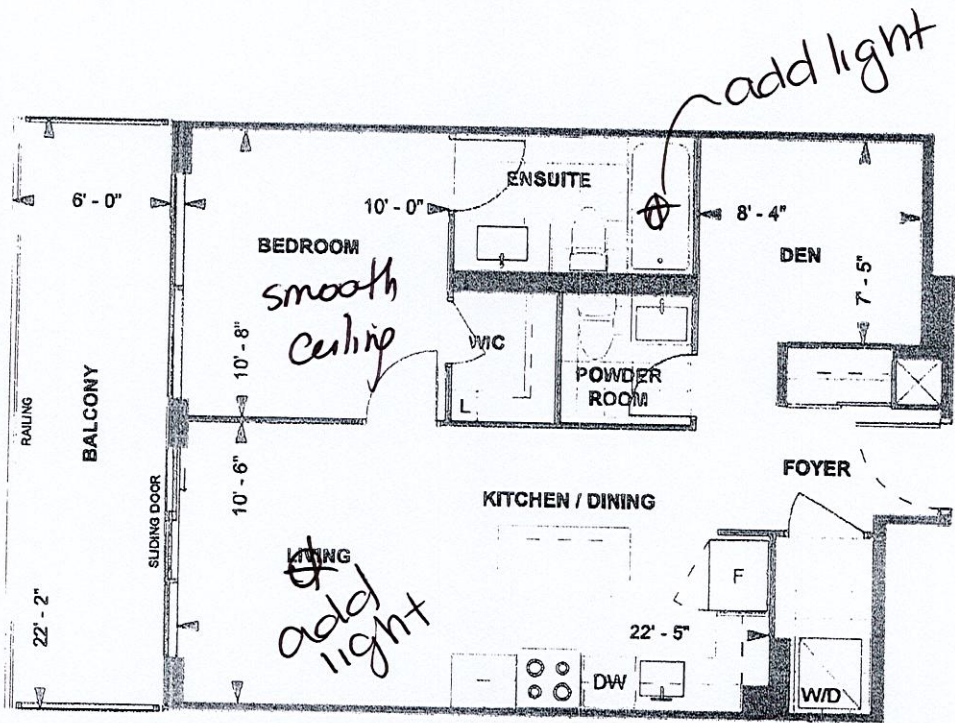 add light
6' - 0"
10' - 0"
ENSUITE
8' - 4"
BEDROOM
DEN
smooth
ceiling
7' - 5"
10' - 8"
WIC
POWDER
ROOM
L
RAILING
BALCONY
10' - 6"
FOYER
KITCHEN / DINING
SLIDING DOOR
LIVING
F
add
light
22' - 2"
22' - 5"
DW
W/D